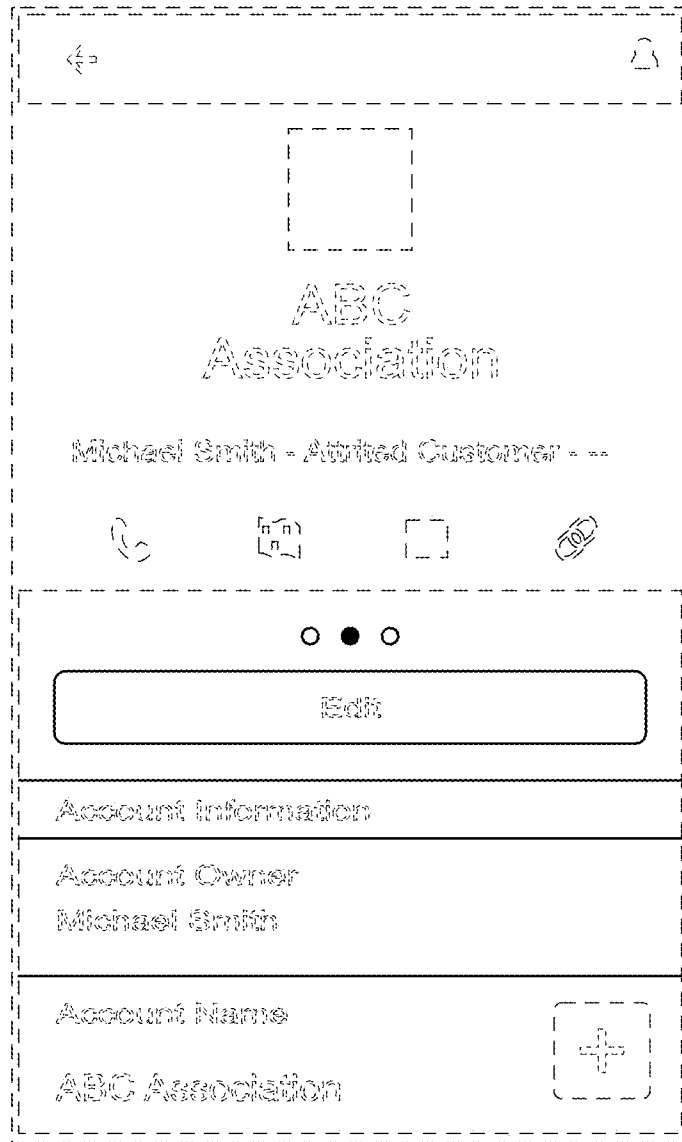 ABC
Association
Michael Smith - Attrited Customer - --
Edit
Account Information
Account Owner
Michael Smith
Account Name
ABC Association